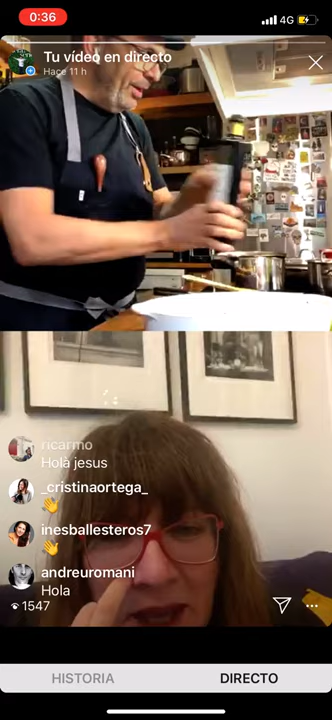 0:36
4G
Tu vídeo en directo
Hace 11 h
ricarmo
Hola jesus
_cristinaortega_
inesballesteros7
andreuromani
Hola
1547
HISTORIA
DIRECTO